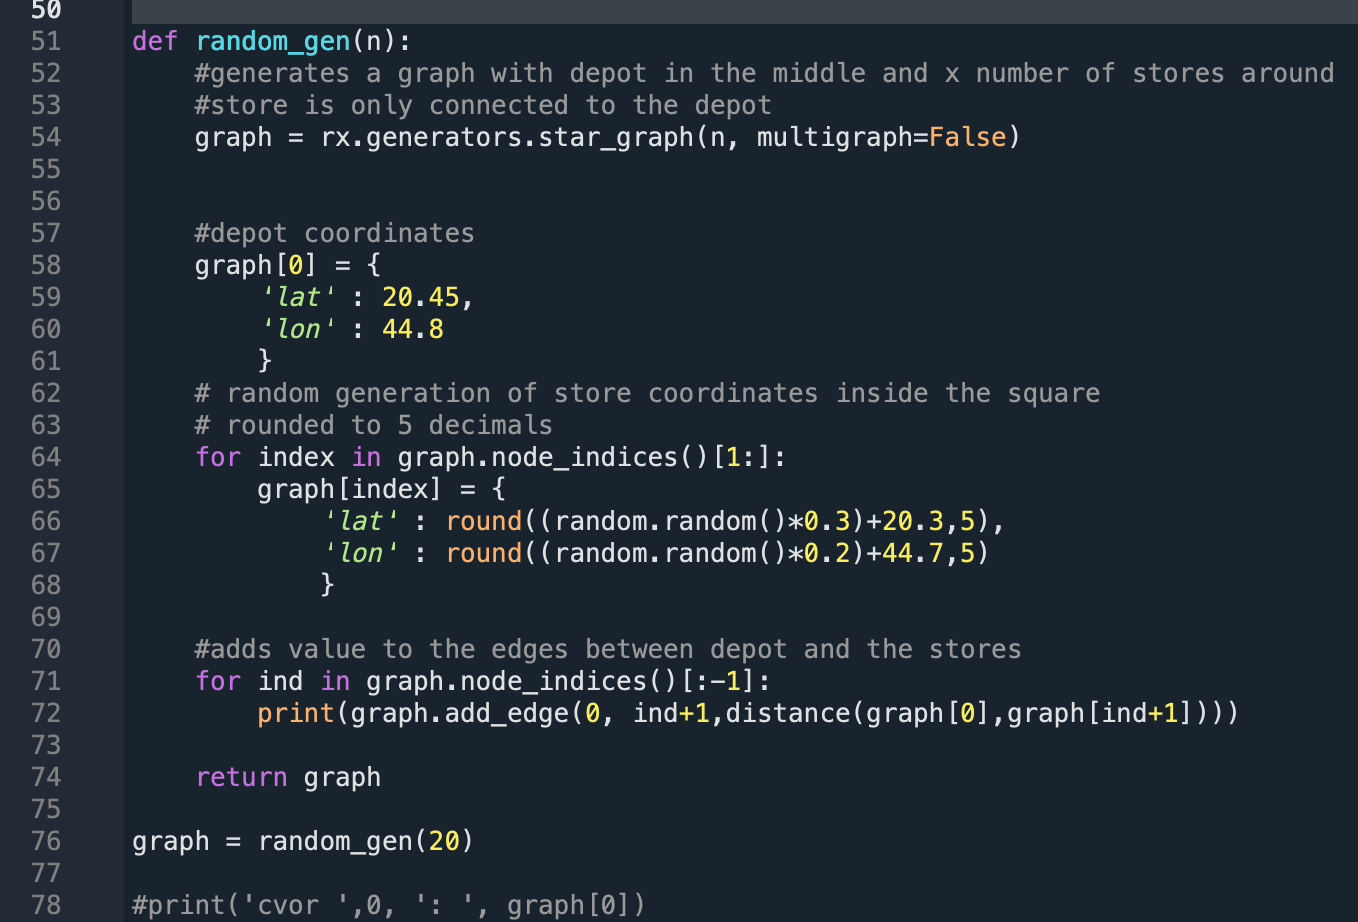 50
51 def random_gen(n):
52     #generates a graph with depot in the middle and x number of stores around
53     #store is only connected to the depot
54     graph = rx.generators.star_graph(n, multigraph=False)
55
56
57     #depot coordinates
58     graph[0] = {
59         'lat' : 20.45,
60         'lon' : 44.8
61         }
62     # random generation of store coordinates inside the square
63     # rounded to 5 decimals
64     for index in graph.node_indices()[1:]:
65         graph[index] = {
66             'lat' : round((random.random()*0.3)+20.3,5),
67             'lon' : round((random.random()*0.2)+44.7,5)
68             }
69
70     #adds value to the edges between depot and the stores
71     for ind in graph.node_indices()[:-1]:
72         print(graph.add_edge(0, ind+1,distance(graph[0],graph[ind+1])))
73
74     return graph
75
76 graph = random_gen(20)
77
78 #print('cvor ',0, ': ', graph[0])